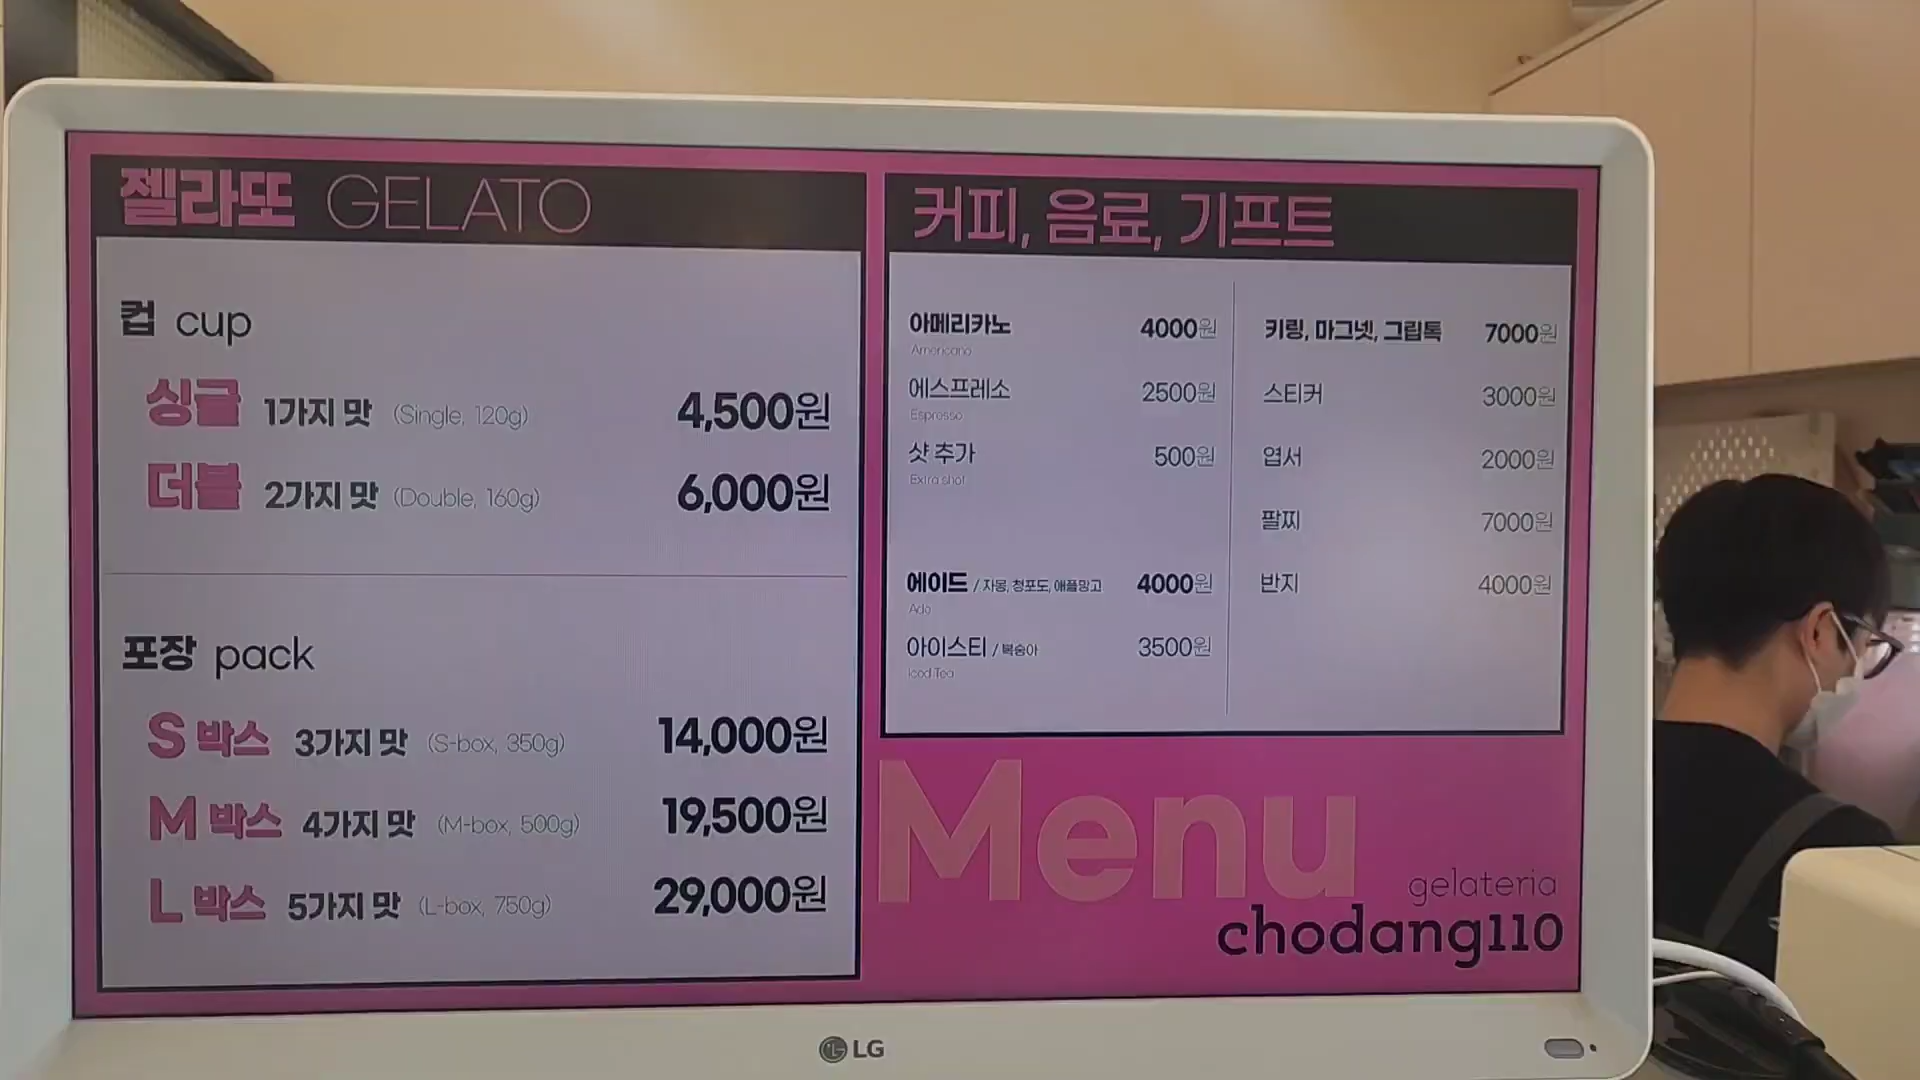 젤라또 GELATO
컵 cup
싱글 1가지 맛 (Single, 120g) 4,500원
더블 2가지 맛 (Double, 160g) 6,000원
포장 pack
S 박스 3가지 맛 (S-box, 350g) 14,000원
M 박스 4가지 맛 (M-box, 500g) 19,500원
L 박스 5가지 맛 (L-box, 750g) 29,000원
커피, 음료, 기프트
아메리카노 4000원
Americano
에스프레소 2500원
Espresso
샷 추가 500원
Extra shot
에이드 / 자몽, 청포도, 애플망고 4000원
Ade
아이스티 / 복숭아 3500원
Iced Tea
키링, 마그넷, 그립톡 7000원
스티커 3000원
엽서 2000원
팔찌 7000원
반지 4000원
Menu
gelateria
chodang110
LG